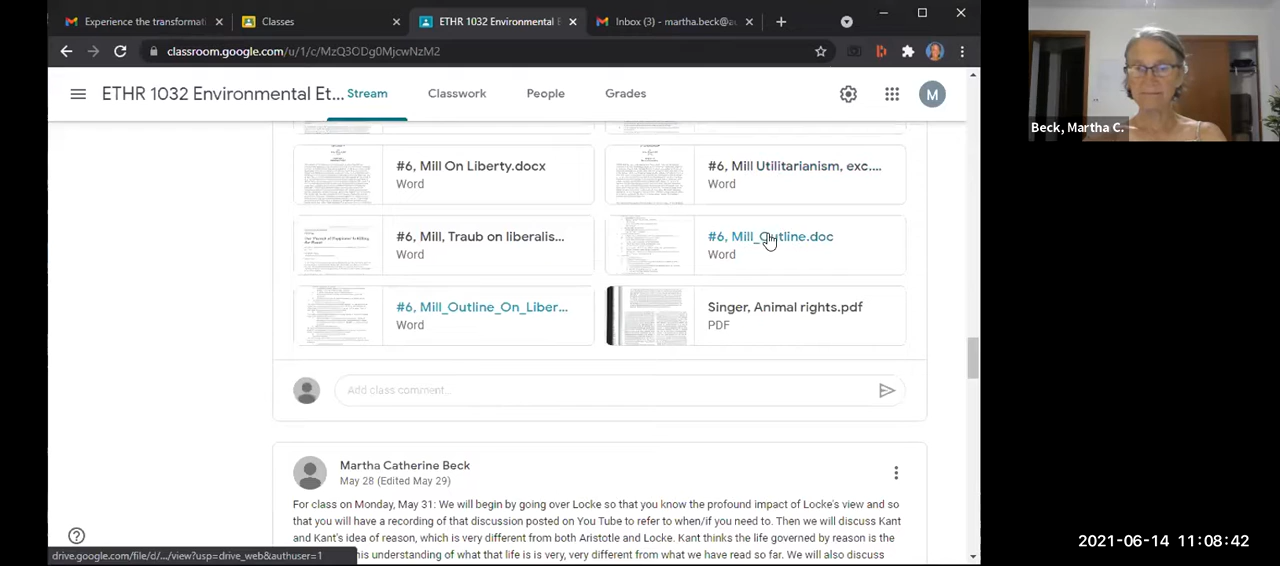 Experience the transformati
Classes
ETHR 1032 Environmental E
Inbox (3) - martha.beck@au
classroom.google.com/u/1/c/MzQ3ODg0MjcwNzM2
ETHR 1032 Environmental Et...
Stream
Classwork
People
Grades
M
#6, Mill On Liberty.docx
Word
#6, Mill Utilitarianism, exc....
Word
#6, Mill, Traub on liberalis...
Word
#6, Mill_Outline.doc
Word
#6, Mill_Outline_On_Liber...
Word
Singer, Animal rights.pdf
PDF
Add class comment...
Martha Catherine Beck
May 28 (Edited May 29)
For class on Monday, May 31: We will begin by going over Locke so that you know the profound impact of Locke's view and so
that you will have a recording of that discussion posted on You Tube to refer to when/if you need to. Then we will discuss Kant
and Kant's idea of reason, which is very different from both Aristotle and Locke. Kant thinks the life governed by reason is the
his understanding of what that life is is very, very different from what we have read so far. We will also discuss
drive.google.com/file/d/.../view?usp=drive_web&authuser=1
Beck, Martha C.
2021-06-14 11:08:42